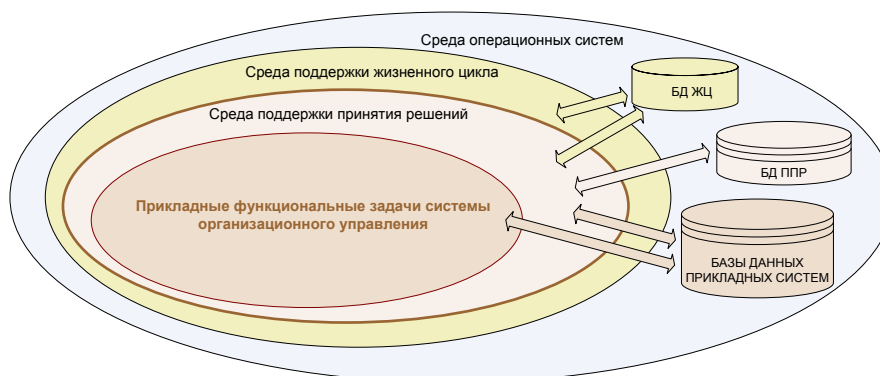 Среда операционных систем
Среда поддержки жизненного цикла
БД ЖЦ
Среда поддержки принятия решений
БД ППР
Прикладные функциональные задачи системы
организационного управления
БАЗЫ ДАННЫХ
ПРИКЛАДНЫХ СИСТЕМ